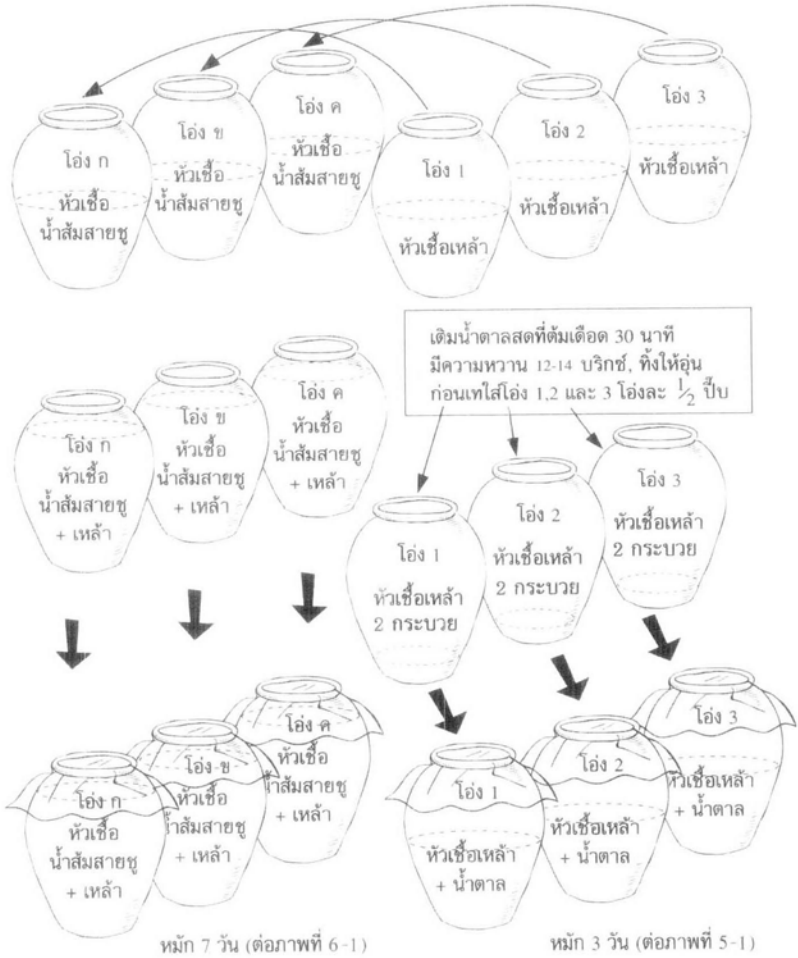 โอ่ง ก
หัวเชื้อ
น้ำส้มสายชู
โอ่ง ข
หัวเชื้อ
น้ำส้มสายชู
โอ่ง ค
หัวเชื้อ
น้ำส้มสายชู
โอ่ง 1
หัวเชื้อเหล้า
โอ่ง 2
หัวเชื้อเหล้า
โอ่ง 3
หัวเชื้อเหล้า
เติมน้ำตาลสดที่ต้มเดือด 30 นาที
มีความหวาน 12-14 บริกซ์, ทิ้งให้อุ่น
ก่อนเทใส่โอ่ง 1,2 และ 3 โอ่งละ 1/2 ปี๊บ
โอ่ง ก
หัวเชื้อ
น้ำส้มสายชู
+ เหล้า
โอ่ง ข
หัวเชื้อ
น้ำส้มสายชู
+ เหล้า
โอ่ง ค
หัวเชื้อ
น้ำส้มสายชู
+ เหล้า
โอ่ง 1
หัวเชื้อเหล้า
2 กระบวย
โอ่ง 2
หัวเชื้อเหล้า
2 กระบวย
โอ่ง 3
หัวเชื้อเหล้า
2 กระบวย
โอ่ง ก
หัวเชื้อ
น้ำส้มสายชู
+ เหล้า
โอ่ง ข
หัวเชื้อ
น้ำส้มสายชู
+ เหล้า
โอ่ง ค
หัวเชื้อ
น้ำส้มสายชู
+ เหล้า
โอ่ง 1
หัวเชื้อเหล้า
+ น้ำตาล
โอ่ง 2
หัวเชื้อเหล้า
+ น้ำตาล
โอ่ง 3
หัวเชื้อเหล้า
+ น้ำตาล
หมัก 7 วัน (ต่อภาพที่ 6-1)
หมัก 3 วัน (ต่อภาพที่ 5-1)